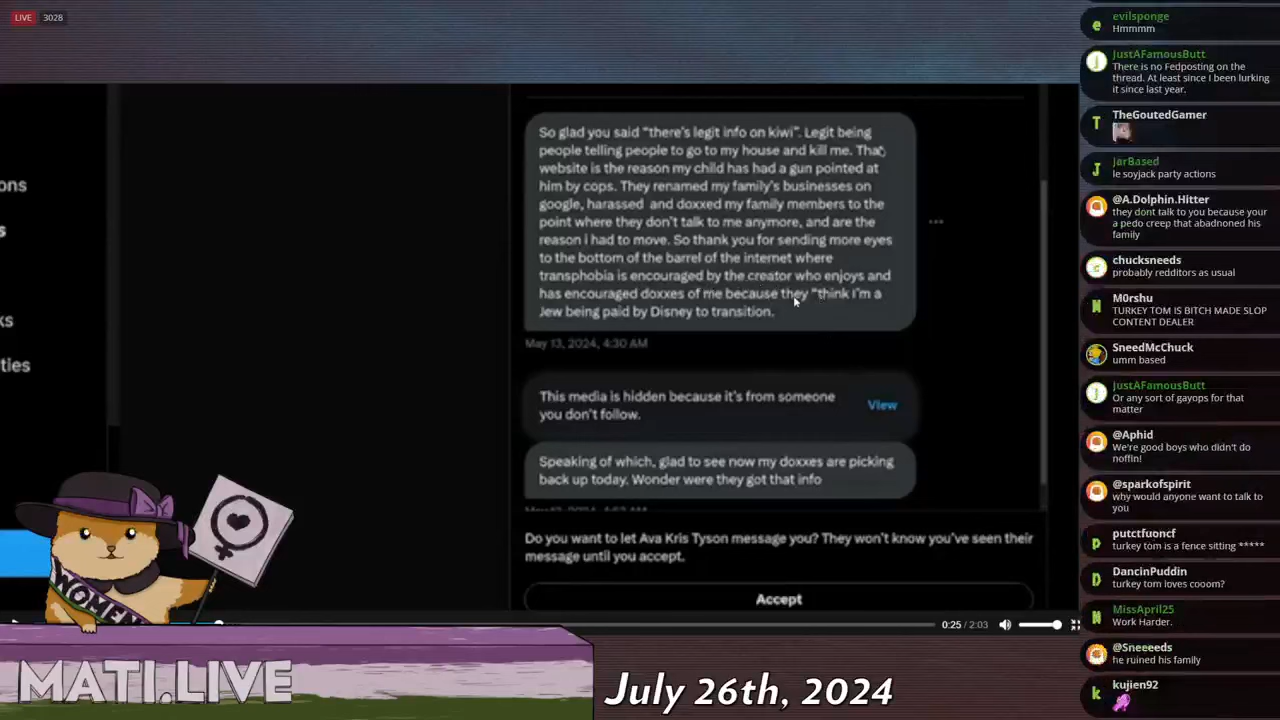 LIVE 3028
ons
s
ks
ties
So glad you said "there's legit info on kiwi". Legit being
people telling people to go to my house and kill me. That
website is the reason my child has had a gun pointed at
him by cops. They renamed my family's businesses on
google, harassed and doxxed my family members to the
point where they don't talk to me anymore, and are the
reason i had to move. So thank you for sending more eyes
to the bottom of the barrel of the internet where
transphobia is encouraged by the creator who enjoys and
has encouraged doxxes of me because they "think I'm a
Jew being paid by Disney to transition.
May 13, 2024, 4:30 AM
This media is hidden because it's from someone
you don't follow.
View
Speaking of which, glad to see now my doxxes are picking
back up today. Wonder were they got that info
Do you want to let Ava Kris Tyson message you? They won't know you've seen their
message until you accept.
Accept
0:25 / 2:03
WOMEN
MATI.LIVE
July 26th, 2024
evilsponge
Hmmmm
JustAFamousButt
There is no Fedposting on the
thread. At least since I been lurking
it since last year.
TheGoutedGamer
JarBased
le soyjack party actions
@A.Dolphin.Hitter
they dont talk to you because your
a pedo creep that abadnoned his
family
chucksneeds
probably redditors as usual
M0rshu
TURKEY TOM IS BITCH MADE SLOP
CONTENT DEALER
SneedMcChuck
umm based
JustAFamousButt
Or any sort of gayops for that
matter
@Aphid
We're good boys who didn't do
noffin!
@sparkofspirit
why would anyone want to talk to
you
putctfuoncf
turkey tom is a fence sitting *****
DancinPuddin
turkey tom loves cooom?
MissApril25
Work Harder.
@Sneeeeds
he ruined his family
kujien92